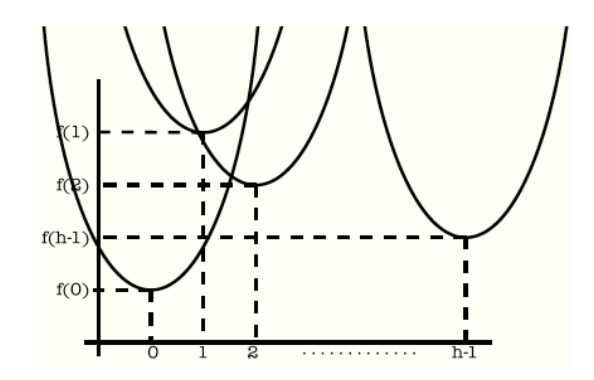 f(1)
f(2)
f(h-1)
f(0)
0 1 2 ............. h-1